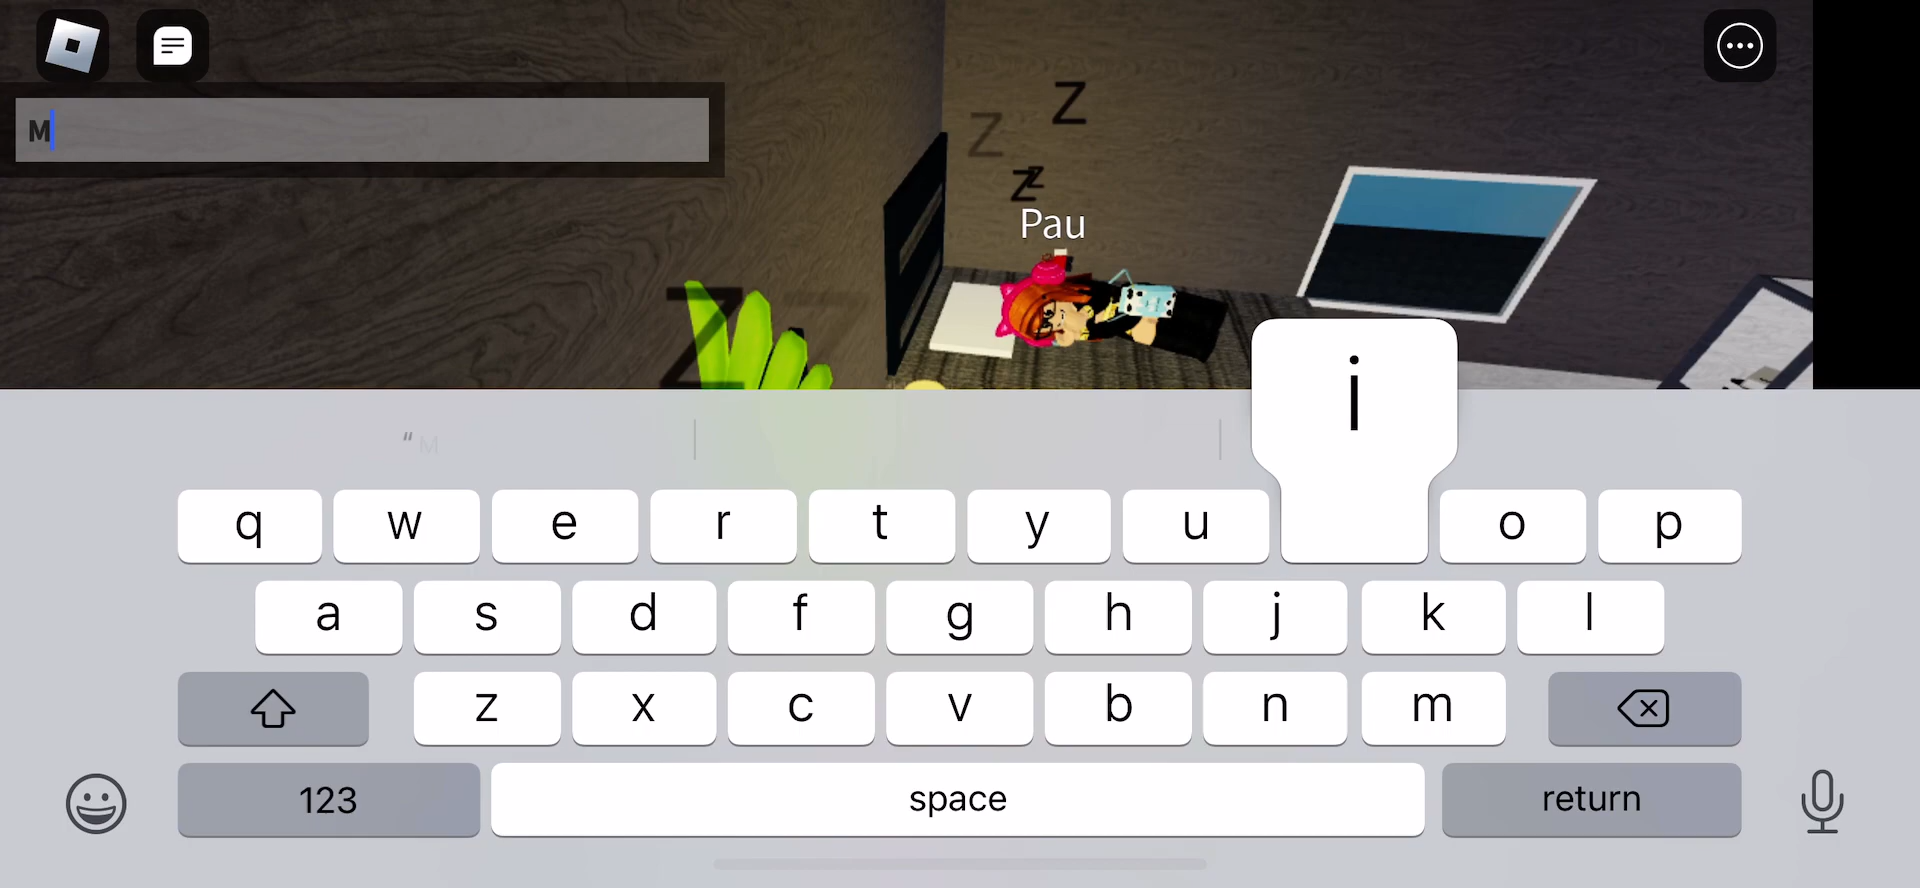 M
Z
Z
Z
Z
Pau
Z
i
"M
q w e r t y u o p
a s d f g h j k l
z x c v b n m
123 space return